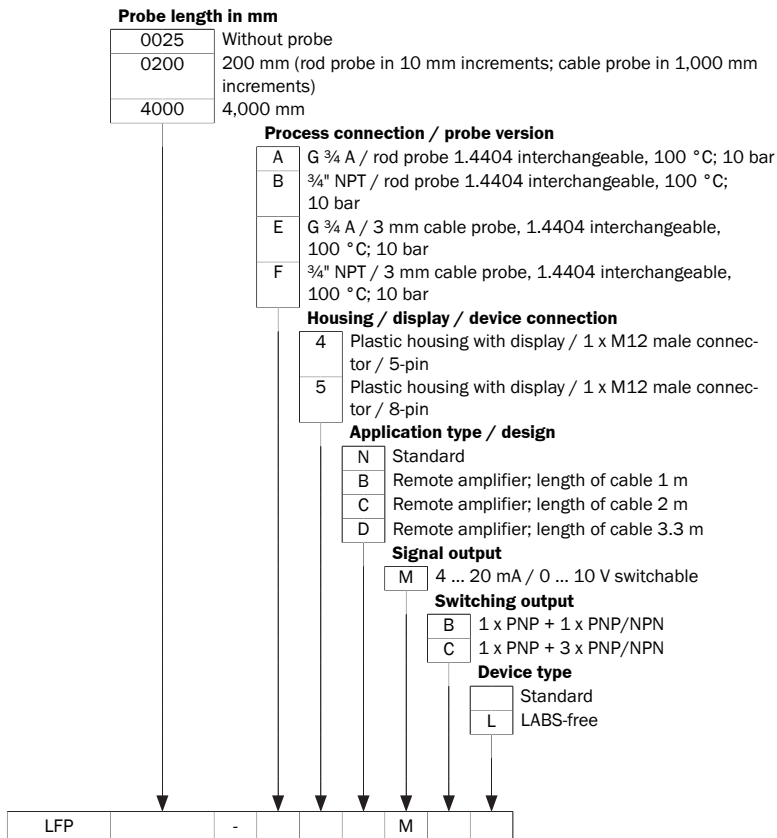 Probe length in mm
0025 Without probe
0200 200 mm (rod probe in 10 mm increments; cable probe in 1,000 mm
increments)
4000 4,000 mm
Process connection / probe version
A G ¾ A / rod probe 1.4404 interchangeable, 100 °C; 10 bar
B ¾" NPT / rod probe 1.4404 interchangeable, 100 °C;
10 bar
E G ¾ A / 3 mm cable probe, 1.4404 interchangeable,
100 °C; 10 bar
F ¾" NPT / 3 mm cable probe, 1.4404 interchangeable,
100 °C; 10 bar
Housing / display / device connection
4 Plastic housing with display / 1 x M12 male connec-
tor / 5-pin
5 Plastic housing with display / 1 x M12 male connec-
tor / 8-pin
Application type / design
N Standard
B Remote amplifier; length of cable 1 m
C Remote amplifier; length of cable 2 m
D Remote amplifier; length of cable 3.3 m
Signal output
M 4 ... 20 mA / 0 ... 10 V switchable
Switching output
B 1 x PNP + 1 x PNP/NPN
C 1 x PNP + 3 x PNP/NPN
Device type
Standard
L LABS-free
LFP - M